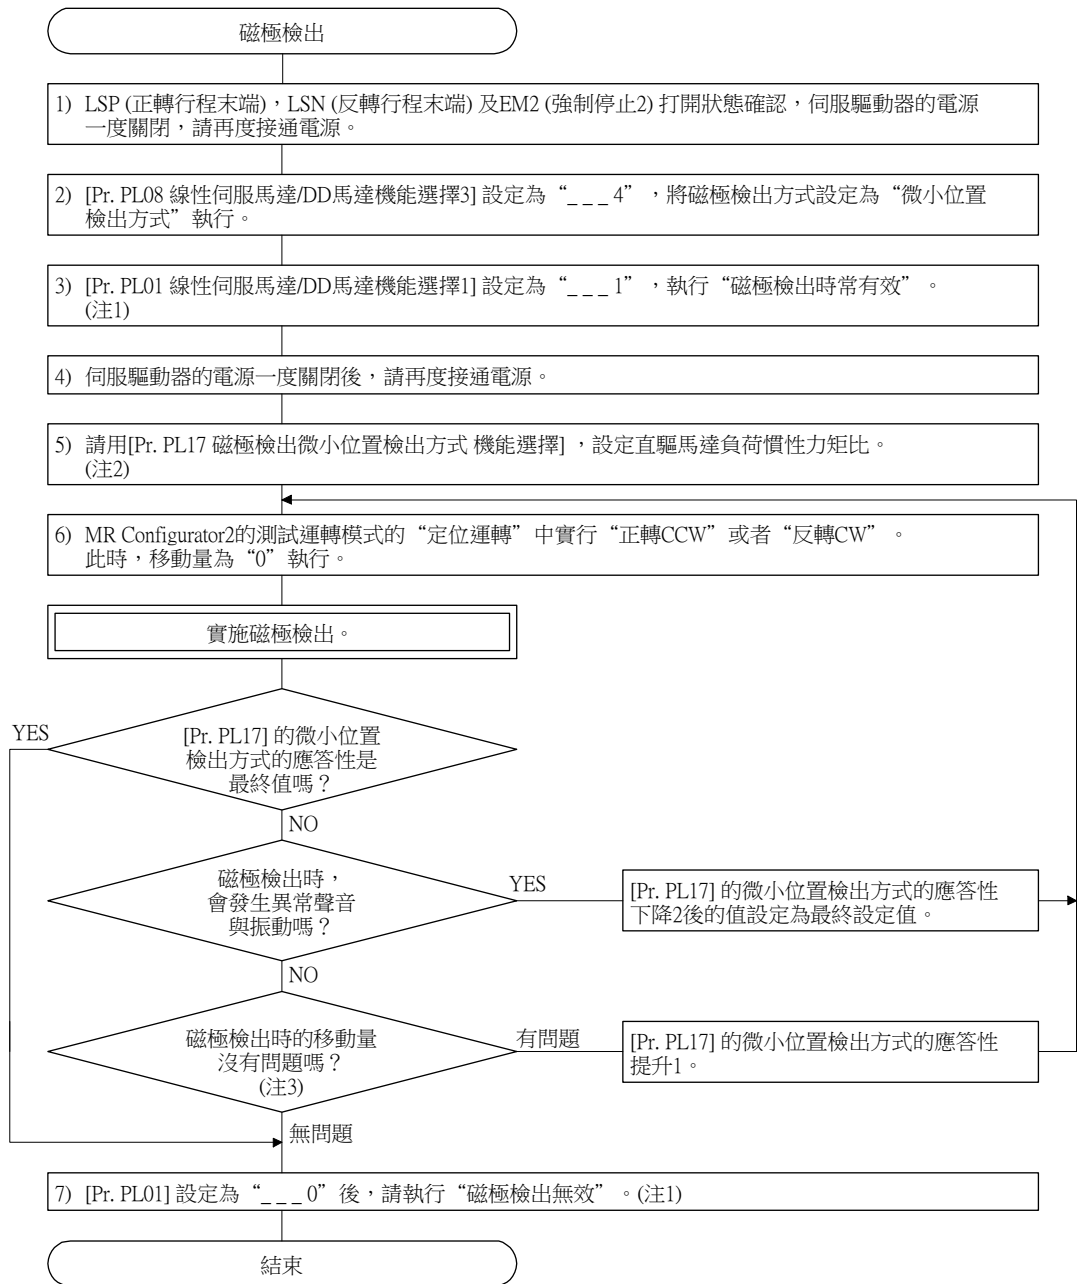 磁極檢出
1) LSP (正轉行程末端)，LSN (反轉行程末端) 及EM2 (強制停止2) 打開狀態確認，伺服驅動器的電源
一度關閉，請再度接通電源。
2) [Pr. PL08 線性伺服馬達/DD馬達機能選擇3] 設定為“_ _ _ 4”，將磁極檢出方式設定為“微小位置
檢出方式”執行。
3) [Pr. PL01 線性伺服馬達/DD馬達機能選擇1] 設定為“_ _ _ 1”，執行“磁極檢出時常有效”。
(注1)
4) 伺服驅動器的電源一度關閉後，請再度接通電源。
5) 請用[Pr. PL17 磁極檢出微小位置檢出方式 機能選擇]，設定直驅馬達負荷慣性力矩比。
(注2)
6) MR Configurator2的測試運轉模式的“定位運轉”中實行“正轉CCW”或者“反轉CW”。
此時，移動量為“0”執行。
實施磁極檢出。
YES
[Pr. PL17] 的微小位置
檢出方式的應答性是
最終值嗎？
NO
磁極檢出時，
會發生異常聲音
與振動嗎？
YES
[Pr. PL17] 的微小位置檢出方式的應答性
下降2後的值設定為最終設定值。
NO
磁極檢出時的移動量
沒有問題嗎？
(注3)
有問題
[Pr. PL17] 的微小位置檢出方式的應答性
提升1。
無問題
7) [Pr. PL01] 設定為“_ _ _ 0”後，請執行“磁極檢出無效”。(注1)
結束